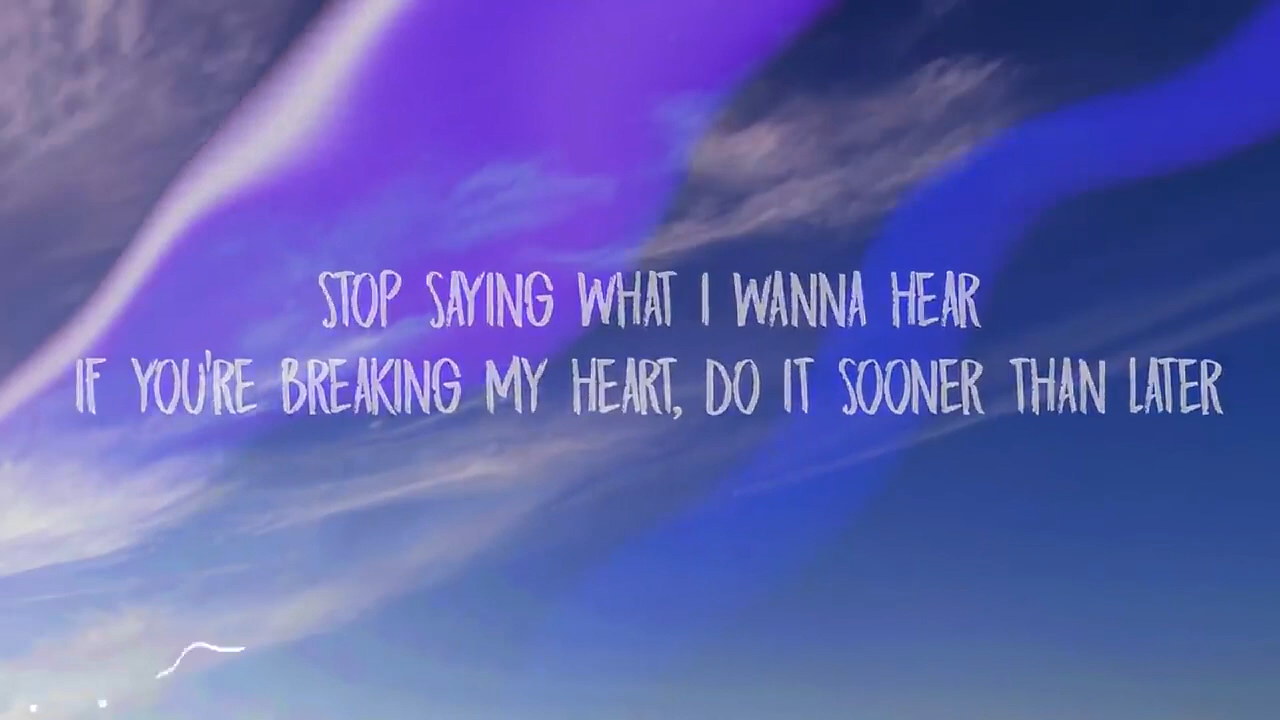 STOP SAYING WHAT I WANNA HEAR
IF YOU'RE BREAKING MY HEART, DO IT SOONER THAN LATER